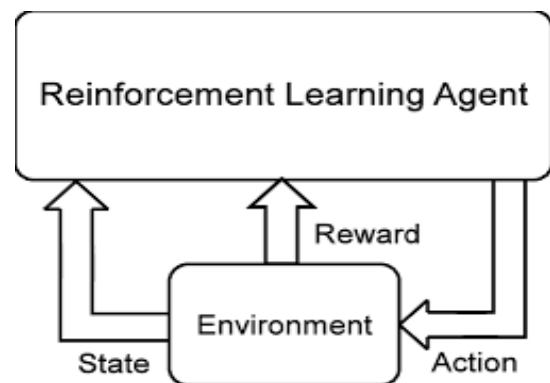 Reinforcement Learning Agent
Reward
Environment
State
Action